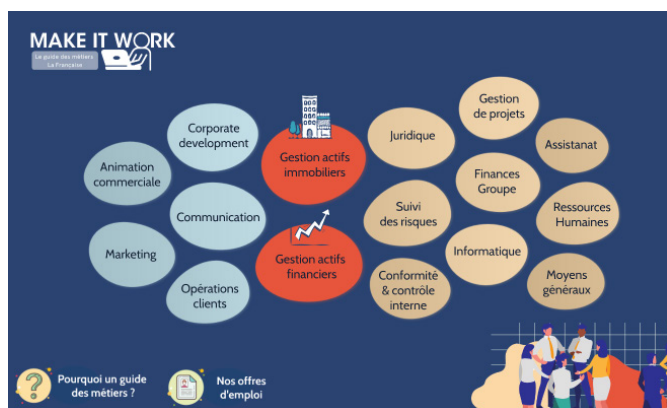 MAKE IT WORK
Le guide des métiers
La Française
Corporate
development
Animation
commerciale
Communication
Marketing
Opérations
clients
Gestion actifs
immobiliers
Gestion actifs
financiers
Juridique
Suivi
des risques
Conformité
& contrôle
interne
Gestion
de projets
Finances
Groupe
Informatique
Assistanat
Ressources
Humaines
Moyens
généraux
?
Pourquoi un guide
des métiers ?
Nos offres
d'emploi